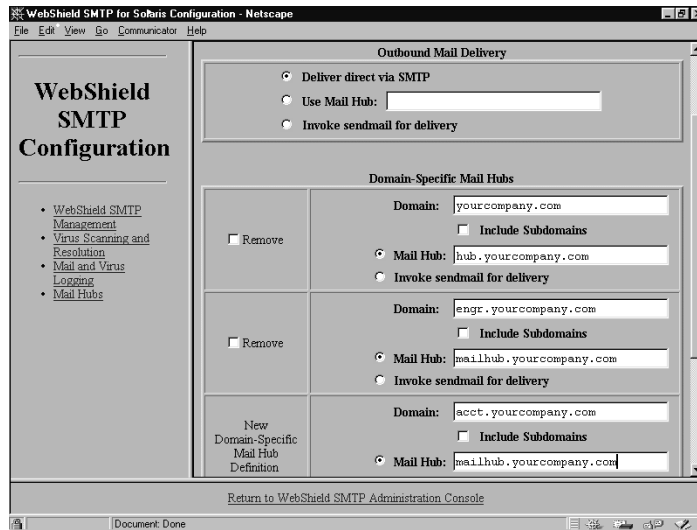 WebShield SMTP for Solaris Configuration - Netscape
File Edit View Go Communicator Help
WebShield
SMTP
Configuration
WebShield SMTP
Management
Virus Scanning and
Resolution
Mail and Virus
Logging
Mail Hubs
Outbound Mail Delivery
Deliver direct via SMTP
Use Mail Hub:
Invoke sendmail for delivery
Domain-Specific Mail Hubs
Remove
Domain: yourcompany.com
Include Subdomains
Mail Hub: hub.yourcompany.com
Invoke sendmail for delivery
Remove
Domain: engr.yourcompany.com
Include Subdomains
Mail Hub: mailhub.yourcompany.com
Invoke sendmail for delivery
New
Domain-Specific
Mail Hub
Definition
Domain: acct.yourcompany.com
Include Subdomains
Mail Hub: mailhub.yourcompany.com
Return to WebShield SMTP Administration Console
Document: Done